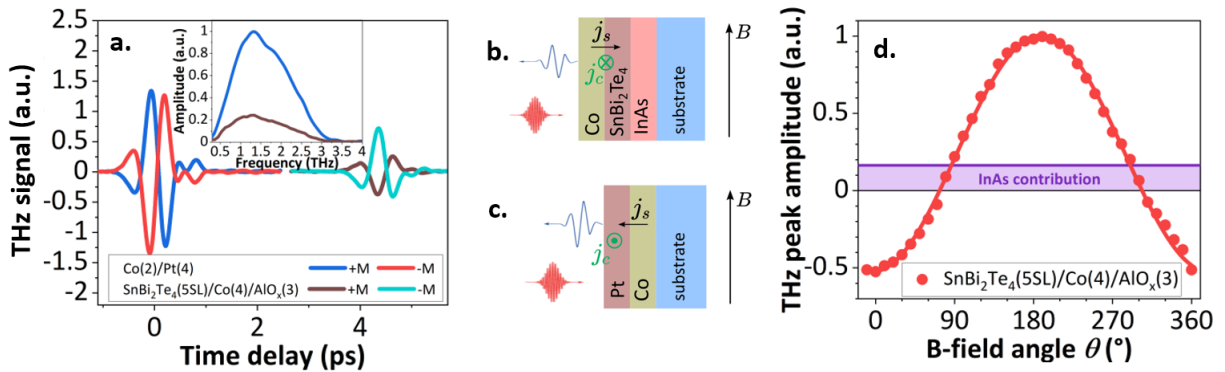 a.
THz signal (a.u.)
2.5
2
1.5
1
0.5
0
-0.5
-1
-1.5
-2
0
2
4
Time delay (ps)
Amplitude (a.u.)
1
0.8
0.6
0.4
0.2
0
0.5
1
1.5
2
2.5
3
3.5
4
Frequency (THz)
Co(2)/Pt(4)
+M
-M
SnBi₂Te₄(5SL)/Co(4)/AlOₓ(3)
+M
-M
b.
jₛ
j꜀
B
Co
SnBi₂Te₄
InAs
substrate
c.
jₛ
j꜀
B
Pt
Co
substrate
d.
THz peak amplitude (a.u.)
1
0.5
0
-0.5
InAs contribution
SnBi₂Te₄(5SL)/Co(4)/AlOₓ(3)
0
90
180
270
360
B-field angle θ (°)